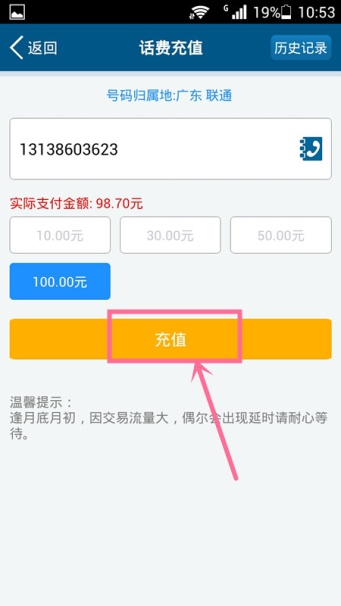 G 19% 10:53
返回 话费充值 历史记录
号码归属地:广东 联通
13138603623
实际支付金额: 98.70元
10.00元 30.00元 50.00元
100.00元
充值
温馨提示：
逢月底月初，因交易流量大，偶尔会出现延时请耐心等
待。